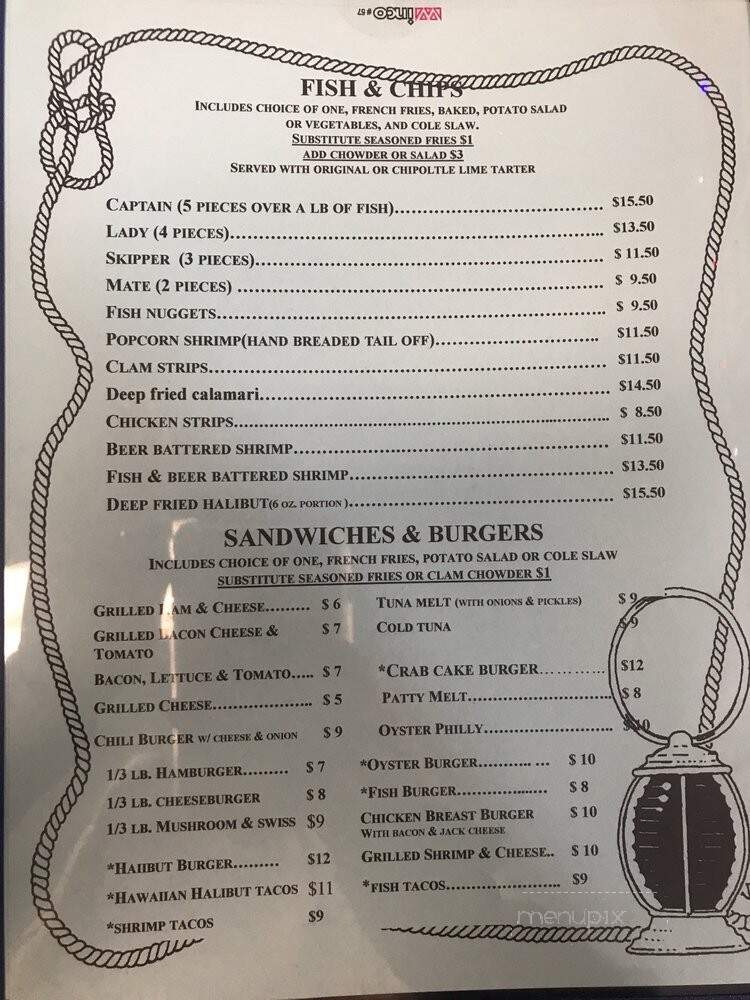 Winco #57
FISH & CHIPS
INCLUDES CHOICE OF ONE, FRENCH FRIES, BAKED, POTATO SALAD
OR VEGETABLES, AND COLE SLAW.
SUBSTITUTE SEASONED FRIES $1
ADD CHOWDER OR SALAD $3
SERVED WITH ORIGINAL OR CHIPOLTLE LIME TARTER
CAPTAIN (5 PIECES OVER A LB OF FISH)........................................ $15.50
LADY (4 PIECES)........................................................................ $13.50
SKIPPER (3 PIECES)................................................................... $ 11.50
MATE (2 PIECES) ...................................................................... $ 9.50
FISH NUGGETS........................................................................... $ 9.50
POPCORN SHRIMP(HAND BREADED TAIL OFF)............................... $11.50
CLAM STRIPS............................................................................. $11.50
Deep fried calamari................................................................... $14.50
CHICKEN STRIPS........................................................................ $ 8.50
BEER BATTERED SHRIMP............................................................ $11.50
FISH & BEER BATTERED SHRIMP.................................................. $13.50
DEEP FRIED HALIBUT(6 OZ. PORTION).......................................... $15.50
SANDWICHES & BURGERS
INCLUDES CHOICE OF ONE, FRENCH FRIES, POTATO SALAD OR COLE SLAW
SUBSTITUTE SEASONED FRIES OR CLAM CHOWDER $1
GRILLED HAM & CHEESE......... $ 6
GRILLED BACON CHEESE & $ 7
TOMATO
BACON, LETTUCE & TOMATO..... $ 7
GRILLED CHEESE................... $ 5
CHILI BURGER W/ CHEESE & ONION $ 9
1/3 LB. HAMBURGER......... $ 7
1/3 LB. CHEESEBURGER $ 8
1/3 LB. MUSHROOM & SWISS $9
*HAIIBUT BURGER......... $12
*HAWAIIAN HALIBUT TACOS $11
*SHRIMP TACOS $9
TUNA MELT (WITH ONIONS & PICKLES) $ 9
COLD TUNA $ 9
*CRAB CAKE BURGER............... $12
PATTY MELT............................ $ 8
OYSTER PHILLY......................... $10
*OYSTER BURGER........... ... $ 10
*FISH BURGER..................... $ 8
CHICKEN BREAST BURGER $ 10
WITH BACON & JACK CHEESE
GRILLED SHRIMP & CHEESE.. $ 10
*FISH TACOS....................... $9
menupix